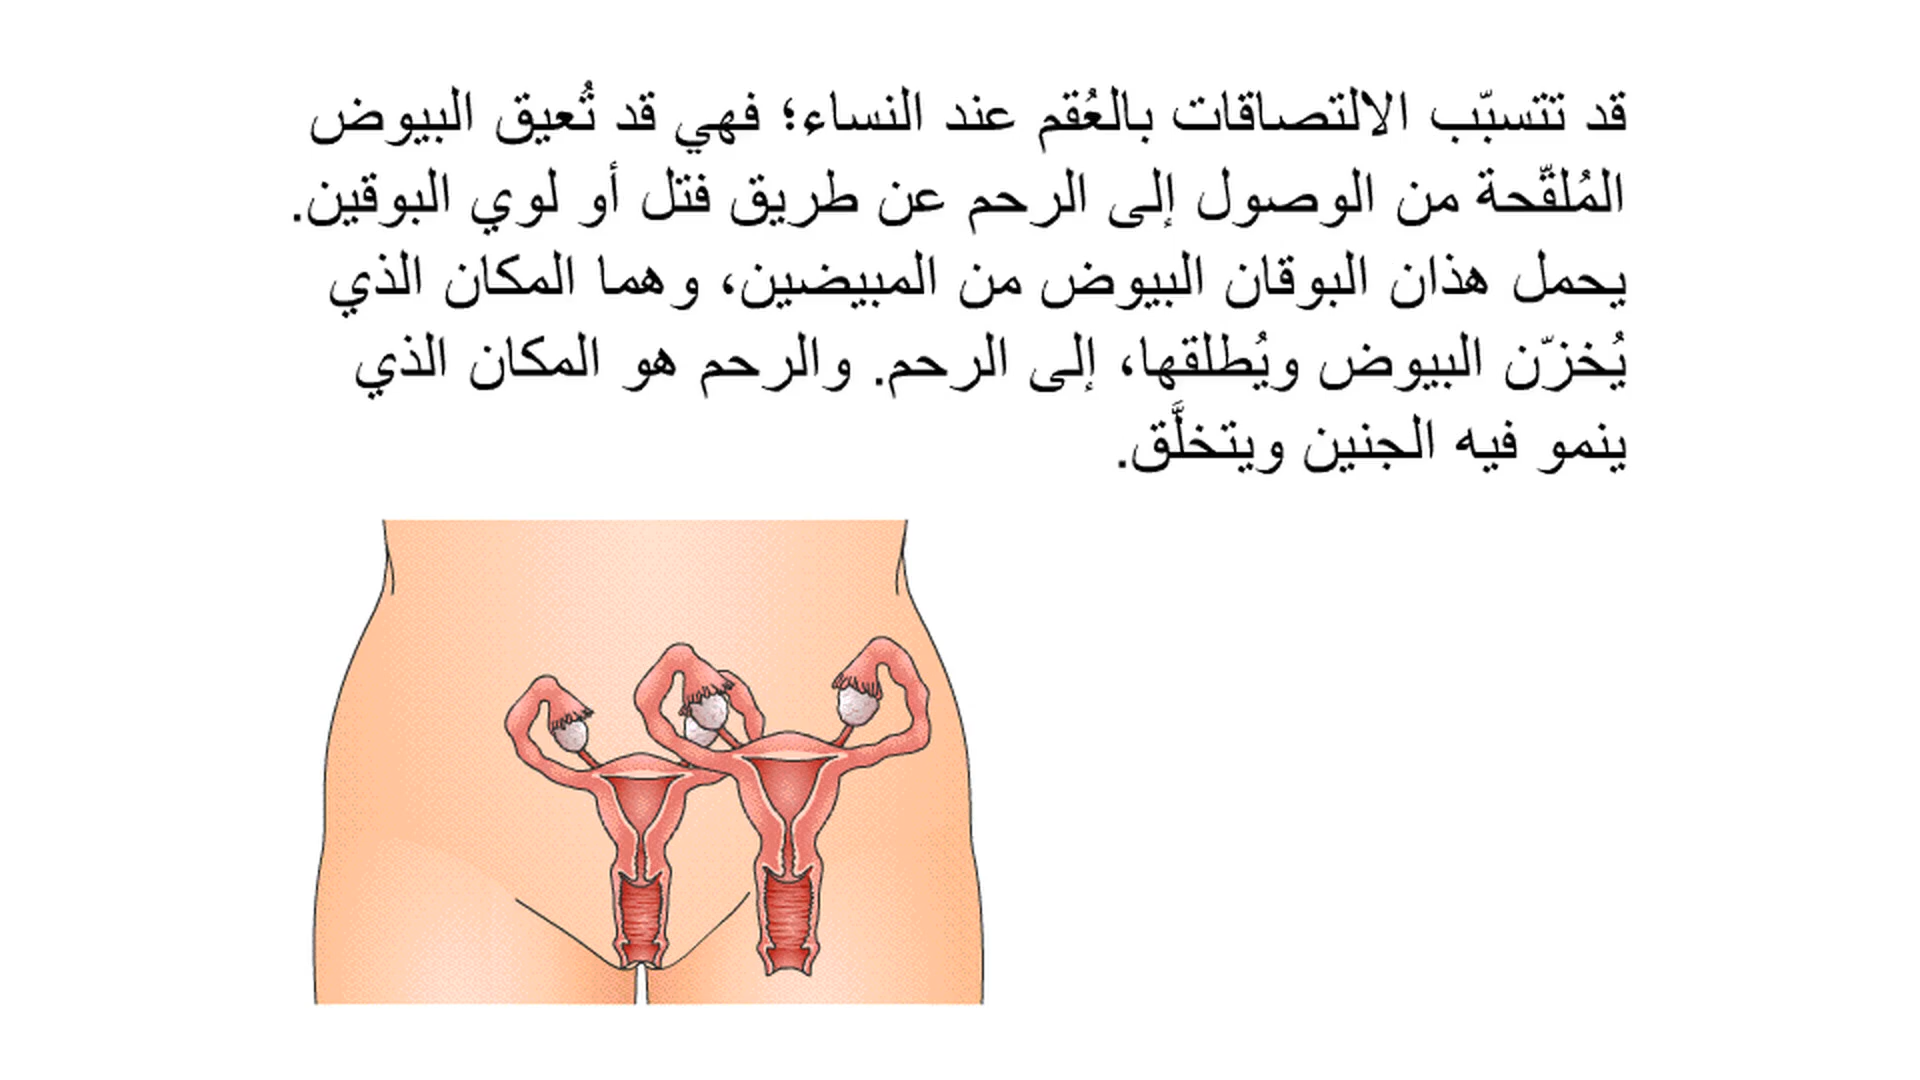 قد تتسبّب الالتصاقات بالعُقم عند النساء؛ فهي قد تُعيق البيوض
المُلقّحة من الوصول إلى الرحم عن طريق فتل أو لوي البوقين.
يحمل هذان البوقان البيوض من المبيضين، وهما المكان الذي
يُخزّن البيوض ويُطلقها، إلى الرحم. والرحم هو المكان الذي
ينمو فيه الجنين ويتخلَّق.